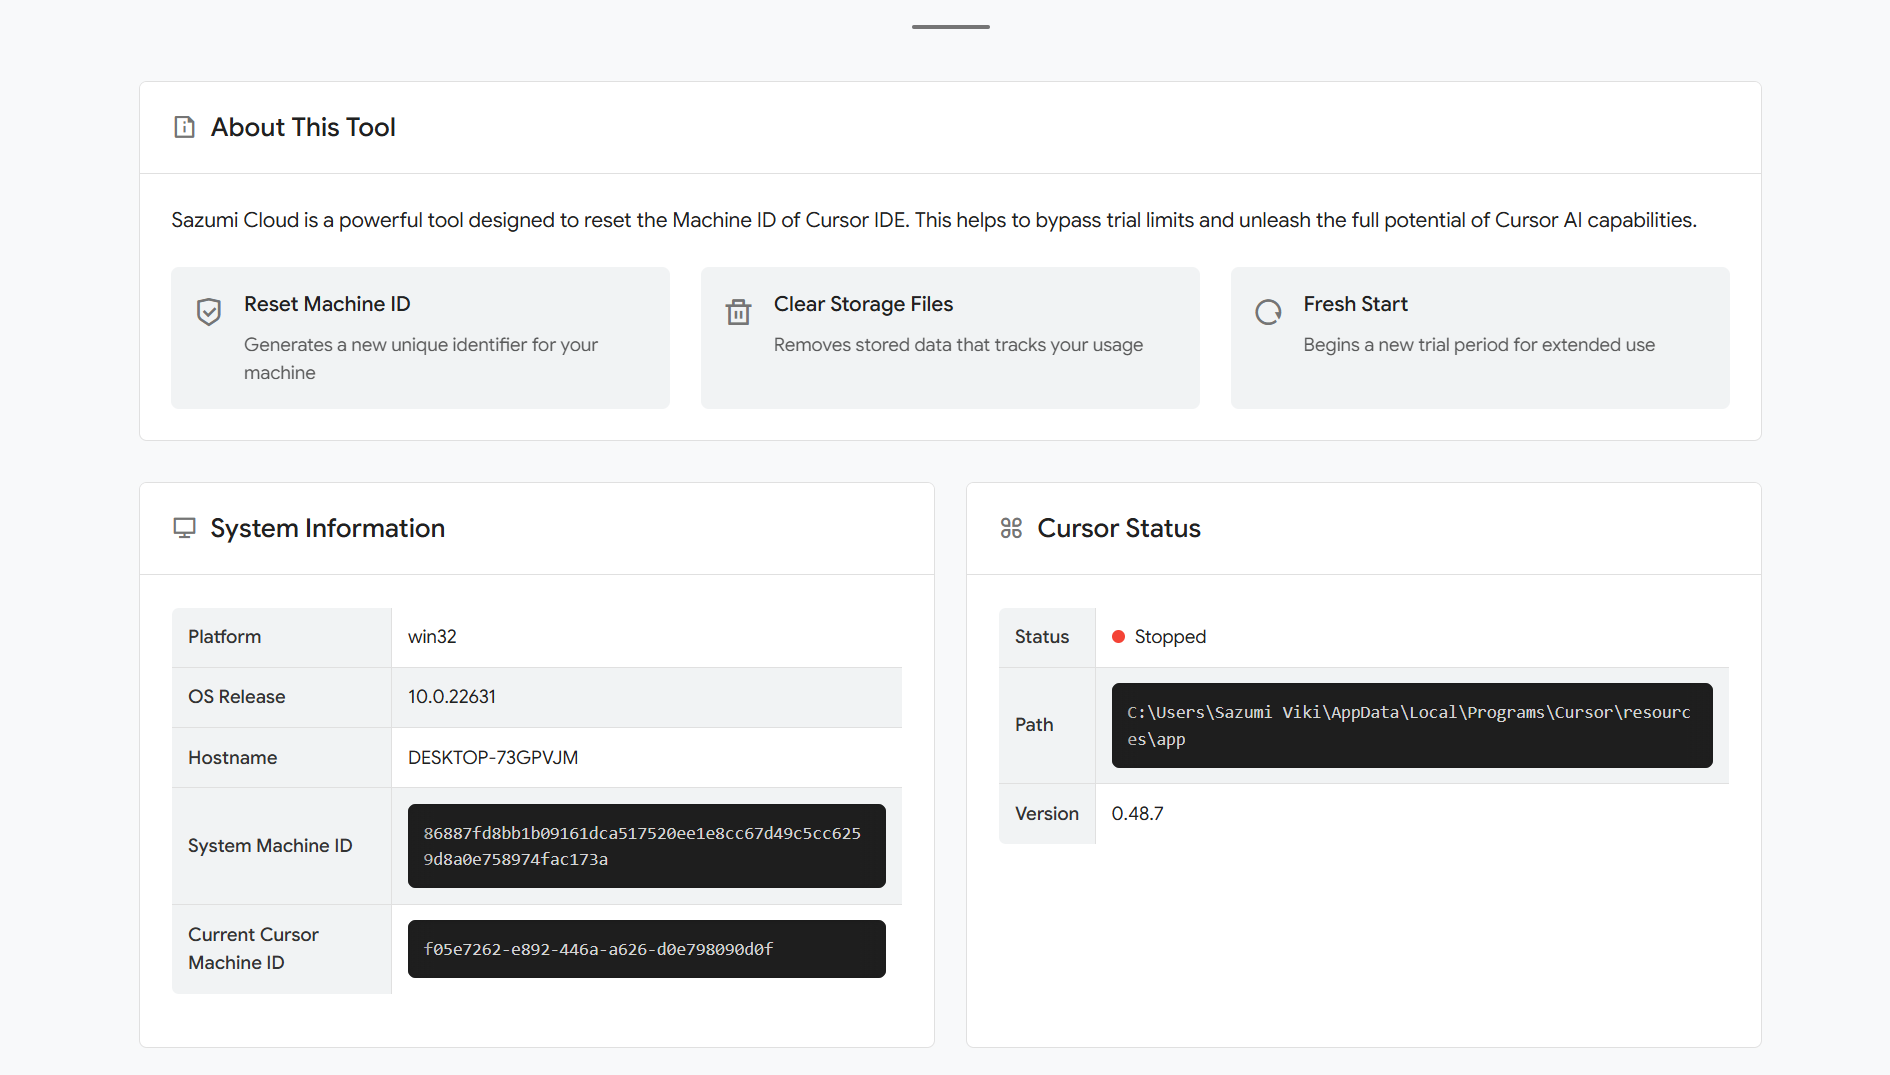 About This Tool
Sazumi Cloud is a powerful tool designed to reset the Machine ID of Cursor IDE. This helps to bypass trial limits and unleash the full potential of Cursor AI capabilities.
Reset Machine ID
Generates a new unique identifier for your
machine
Clear Storage Files
Removes stored data that tracks your usage
Fresh Start
Begins a new trial period for extended use
System Information
Platform
win32
OS Release
10.0.22631
Hostname
DESKTOP-73GPVJM
System Machine ID
86887fd8bb1b09161dca517520ee1e8cc67d49c5cc625
9d8a0e758974fac173a
Current Cursor
Machine ID
f05e7262-e892-446a-a626-d0e798090d0f
Cursor Status
Status
Stopped
Path
C:\Users\Sazumi Viki\AppData\Local\Programs\Cursor\resourc
es\app
Version
0.48.7